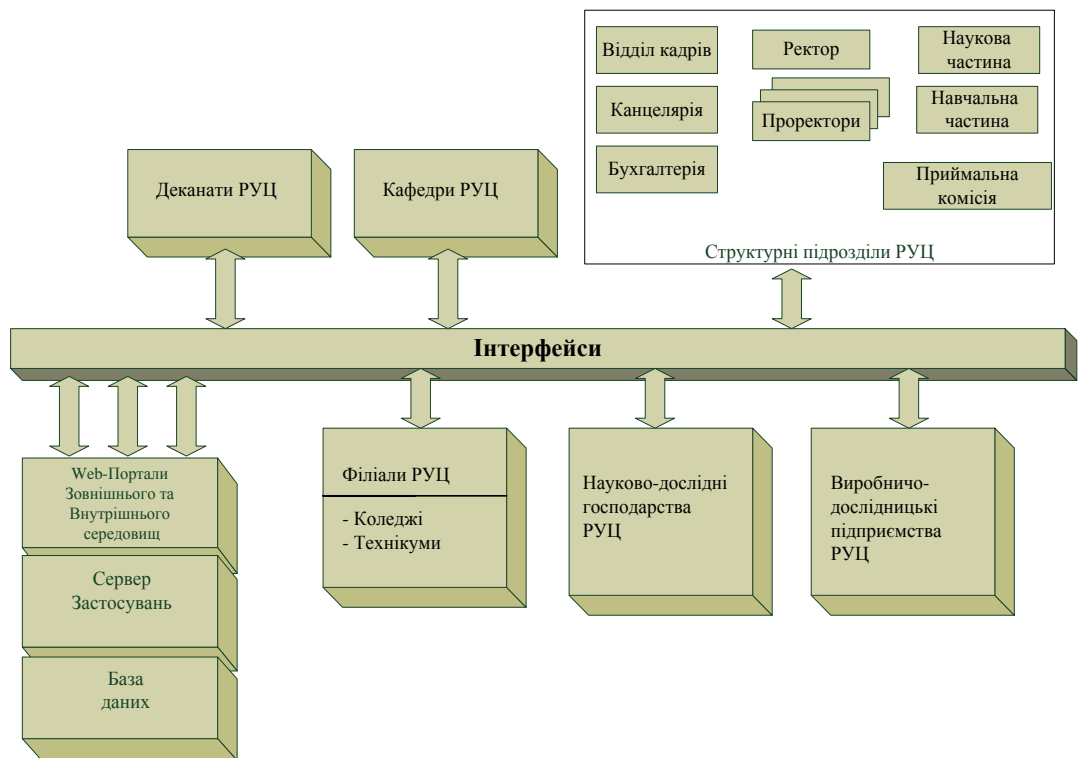 Відділ кадрів
Канцелярія
Бухгалтерія
Ректор
Проректори
Наукова
частина
Навчальна
частина
Приймальна
комісія
Структурні підрозділи РУЦ
Деканати РУЦ
Кафедри РУЦ
Інтерфейси
Web-Портали
Зовнішнього та
Внутрішнього
середовищ
Сервер
Застосувань
База
даних
Філіали РУЦ
- Коледжі
- Технікуми
Науково-дослідні
господарства
РУЦ
Виробничо-
дослідницькі
підприємства
РУЦ